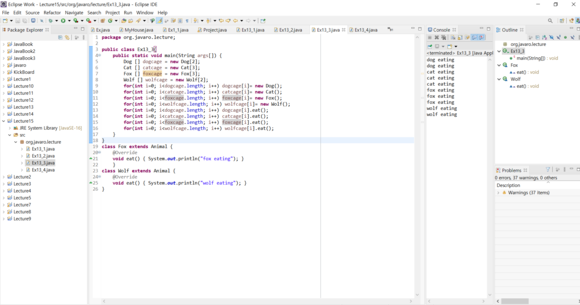 Eclipse Work - Lecture15/src/org/javaro/lecture/Ex13_3.java - Eclipse IDE
File Edit Source Refactor Navigate Search Project Run Window Help
Package Explorer
JavaBook
JavaBook2
JavaBook3
javaro
KickBoard
Lecture1
Lecture10
Lecture11
Lecture12
Lecture13
Lecture14
Lecture15
JRE System Library [JavaSE-16]
src
org.javaro.lecture
Ex13_1.java
Ex13_2.java
Ex13_3.java
Ex13_4.java
Lecture2
Lecture3
Lecture4
Lecture5
Lecture6
Lecture7
Lecture8
Lecture9
Ex.java
MyHouse.java
Ex1_1.java
Project.java
Ex13_1.java
Ex13_2.java
Ex13_3.java
Ex13_4.java
1 package org.javaro.lecture;
2
3 public class Ex13_3{
4 public static void main(String args[]) {
5 Dog [] dogcage = new Dog[2];
6 Cat [] catcage = new Cat[3];
7 Fox [] foxcage = new Fox[3];
8 Wolf [] wolfcage = new Wolf[2];
9 for(int i=0; i<dogcage.length; i++) dogcage[i]= new Dog();
10 for(int i=0; i<catcage.length; i++) catcage[i]= new Cat();
11 for(int i=0; i<foxcage.length; i++) foxcage[i]= new Fox();
12 for(int i=0; i<wolfcage.length; i++) wolfcage[i]= new Wolf();
13 for(int i=0; i<dogcage.length; i++) dogcage[i].eat();
14 for(int i=0; i<catcage.length; i++) catcage[i].eat();
15 for(int i=0; i<foxcage.length; i++) foxcage[i].eat();
16 for(int i=0; i<wolfcage.length; i++) wolfcage[i].eat();
17 }
18 }
19 class Fox extends Animal {
20 @Override
21 void eat() { System.out.println("fox eating"); }
22 }
23 class Wolf extends Animal {
24 @Override
25 void eat() { System.out.println("wolf eating"); }
26 }
Console
<terminated> Ex13_3 [Java Appl
dog eating
dog eating
cat eating
cat eating
cat eating
fox eating
fox eating
fox eating
wolf eating
wolf eating
Outline
org.javaro.lecture
Ex13_3
main(String[]) : void
Fox
eat() : void
Wolf
eat() : void
Problems
0 errors, 37 warnings, 0 others
Description
Warnings (37 items)